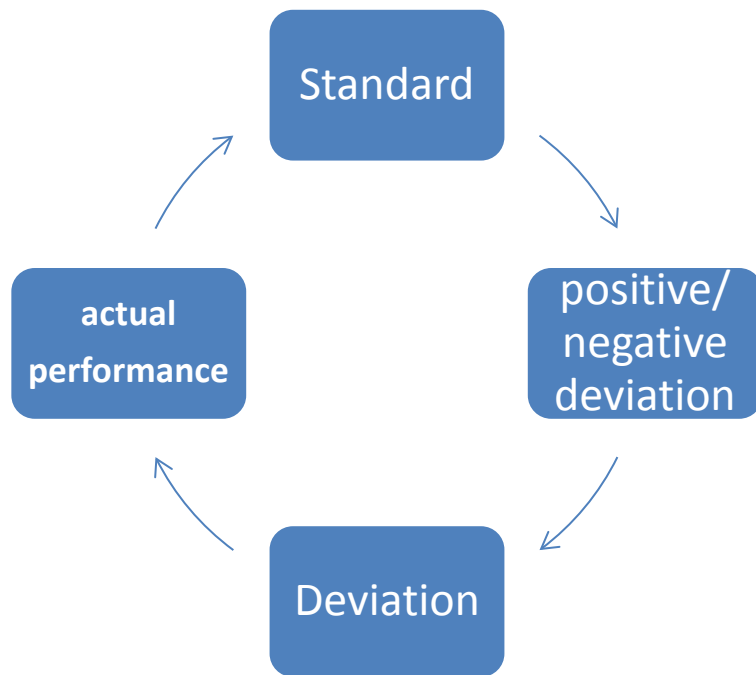 Standard
positive/
negative
deviation
Deviation
actual
performance